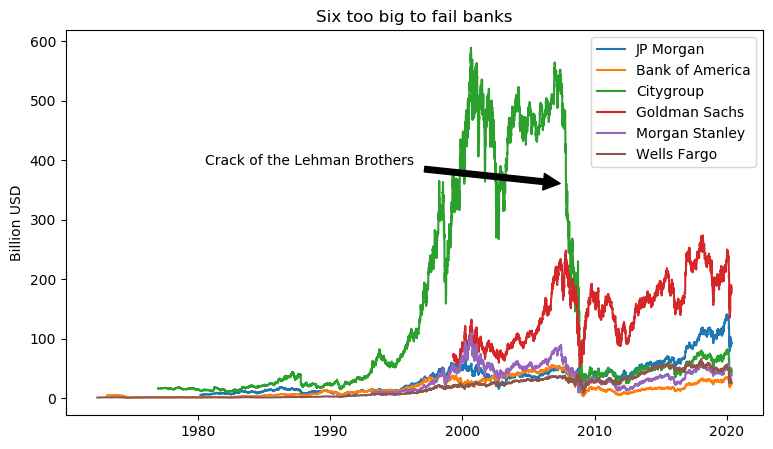 Six too big to fail banks
600
500
400
300
200
100
0
Billion USD
1980
1990
2000
2010
2020
Crack of the Lehman Brothers
JP Morgan
Bank of America
Citygroup
Goldman Sachs
Morgan Stanley
Wells Fargo